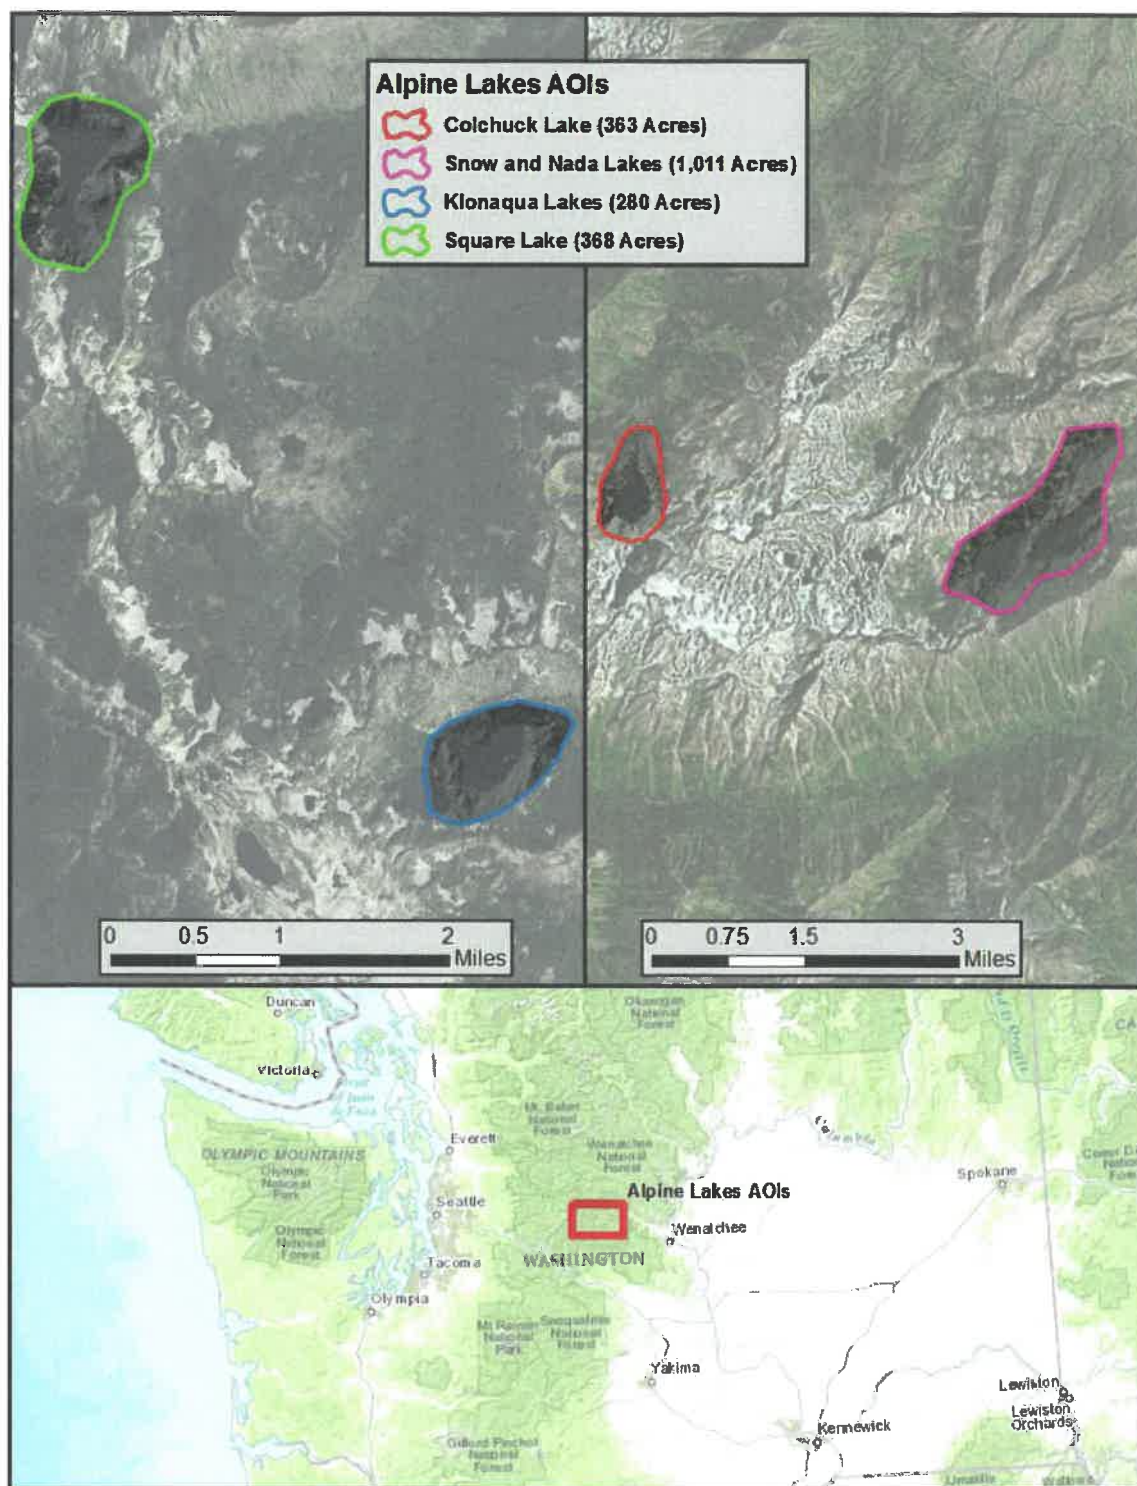 Alpine Lakes AOIs
Colchuck Lake (363 Acres)
Snow and Nada Lakes (1,011 Acres)
Klonaqua Lakes (280 Acres)
Square Lake (368 Acres)
0 0.5 1 2
Miles
0 0.75 1.5 3
Miles
Duncan
Victoria
Okanogan
National
Forest
Mt. Baker
National
Forest
Everett
Wenatchee
National
Forest
OLYMPIC MOUNTAINS
Olympic
National
Park
Spokane
National
Alpine Lakes AOIs
Seattle
Wenatchee
Olympic
National
Forest
WASHINGTON
Tacoma
Olympia
Mt Rainier
National
Park
Snoqualmie
National
Forest
Yakima
Lewiston
Lewiston
Orchards
Kennewick
Gifford Pinchot
National
Forest
Umatilla